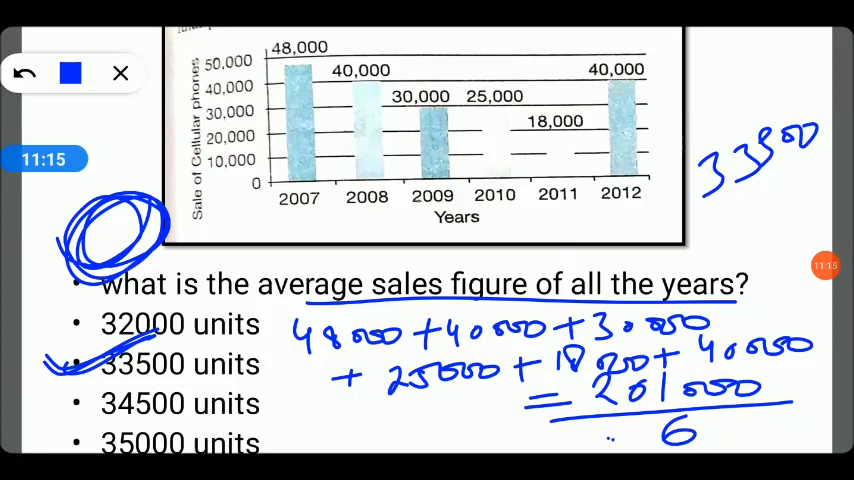 48,000
50,000
40,000 40,000 40,000
30,000 30,000 25,000
20,000 18,000
10,000
0
Sale of Cellular phones
2007 2008 2009 2010 2011 2012
Years
11:15
33500
11:15
• what is the average sales figure of all the years?
• 32000 units
• 33500 units
• 34500 units
• 35000 units
48000 + 40000 + 30000
+ 25000 + 18000 + 40000
= 201000
6